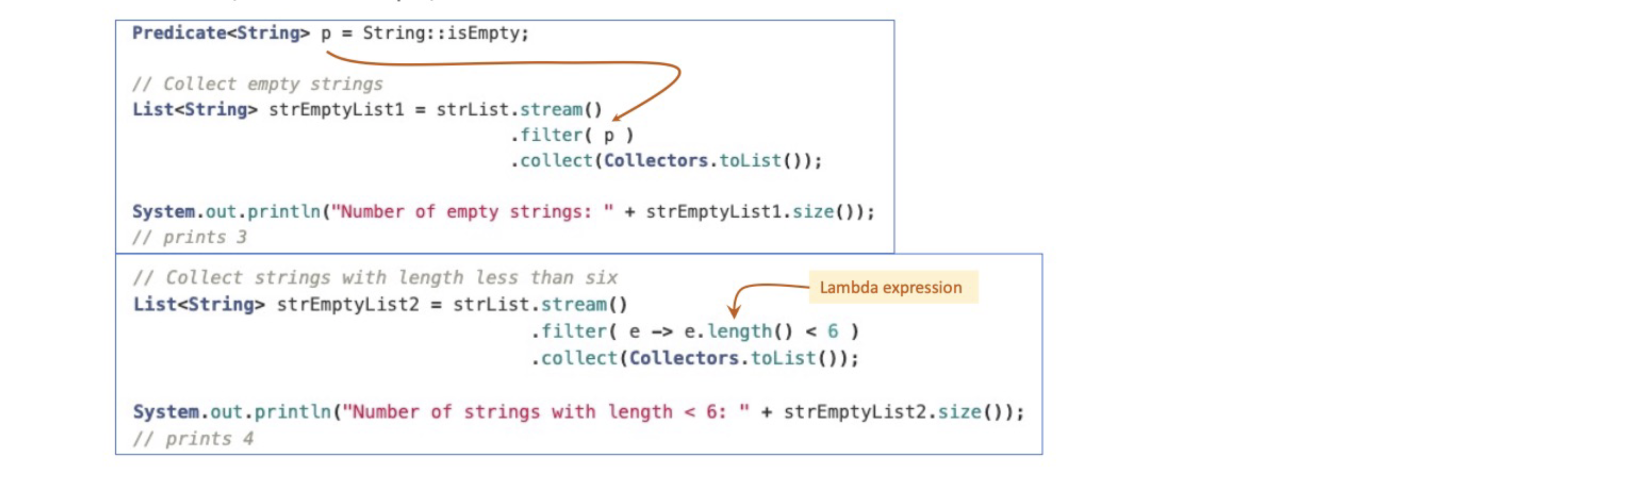 Predicate<String> p = String::isEmpty;
// Collect empty strings
List<String> strEmptyList1 = strList.stream()
.filter( p )
.collect(Collectors.toList());
System.out.println("Number of empty strings: " + strEmptyList1.size());
// prints 3
// Collect strings with length less than six
List<String> strEmptyList2 = strList.stream()
Lambda expression
.filter( e -> e.length() < 6 )
.collect(Collectors.toList());
System.out.println("Number of strings with length < 6: " + strEmptyList2.size());
// prints 4